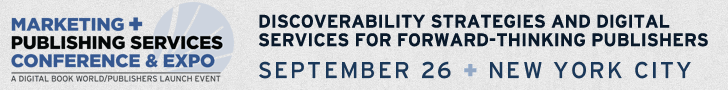 MARKETING +
PUBLISHING SERVICES
CONFERENCE & EXPO
A DIGITAL BOOK WORLD/PUBLISHERS LAUNCH EVENT
DISCOVERABILITY STRATEGIES AND DIGITAL
SERVICES FOR FORWARD-THINKING PUBLISHERS
SEPTEMBER 26 + NEW YORK CITY